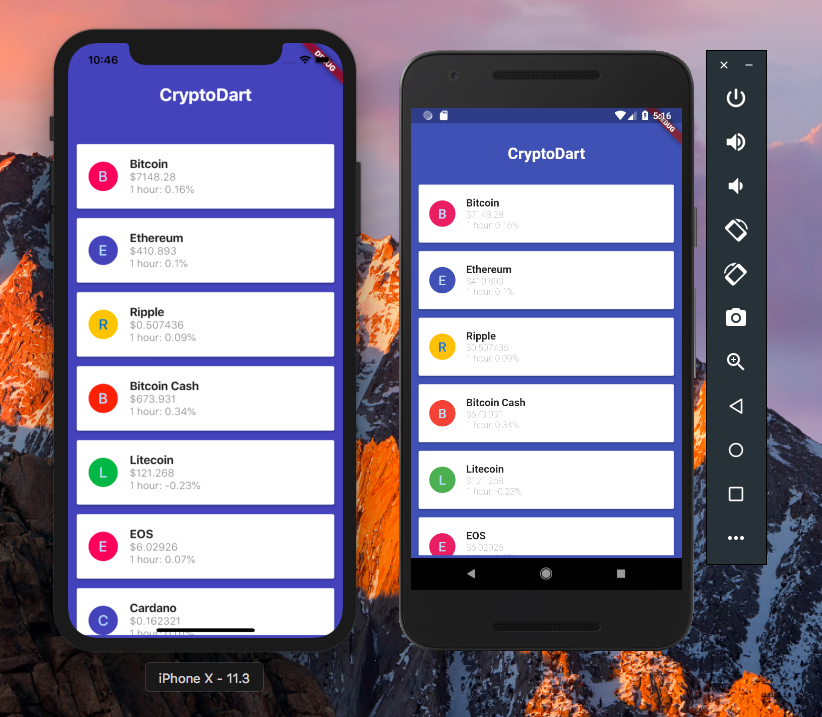 10:46
DEBUG
CryptoDart
B
Bitcoin
$7148.28
1 hour: 0.16%
E
Ethereum
$410.893
1 hour: 0.1%
R
Ripple
$0.507436
1 hour: 0.09%
B
Bitcoin Cash
$673.931
1 hour: 0.34%
L
Litecoin
$121.268
1 hour: -0.23%
E
EOS
$6.02926
1 hour: 0.07%
C
Cardano
$0.162321
1 hour:
iPhone X - 11.3
5:16
DEBUG
CryptoDart
B
Bitcoin
$7148.28
1 hour: 0.16%
E
Ethereum
$410.893
1 hour: 0.1%
R
Ripple
$0.507436
1 hour: 0.09%
B
Bitcoin Cash
$673.931
1 hour: 0.34%
L
Litecoin
$121.268
1 hour: -0.23%
E
EOS
$6.02926